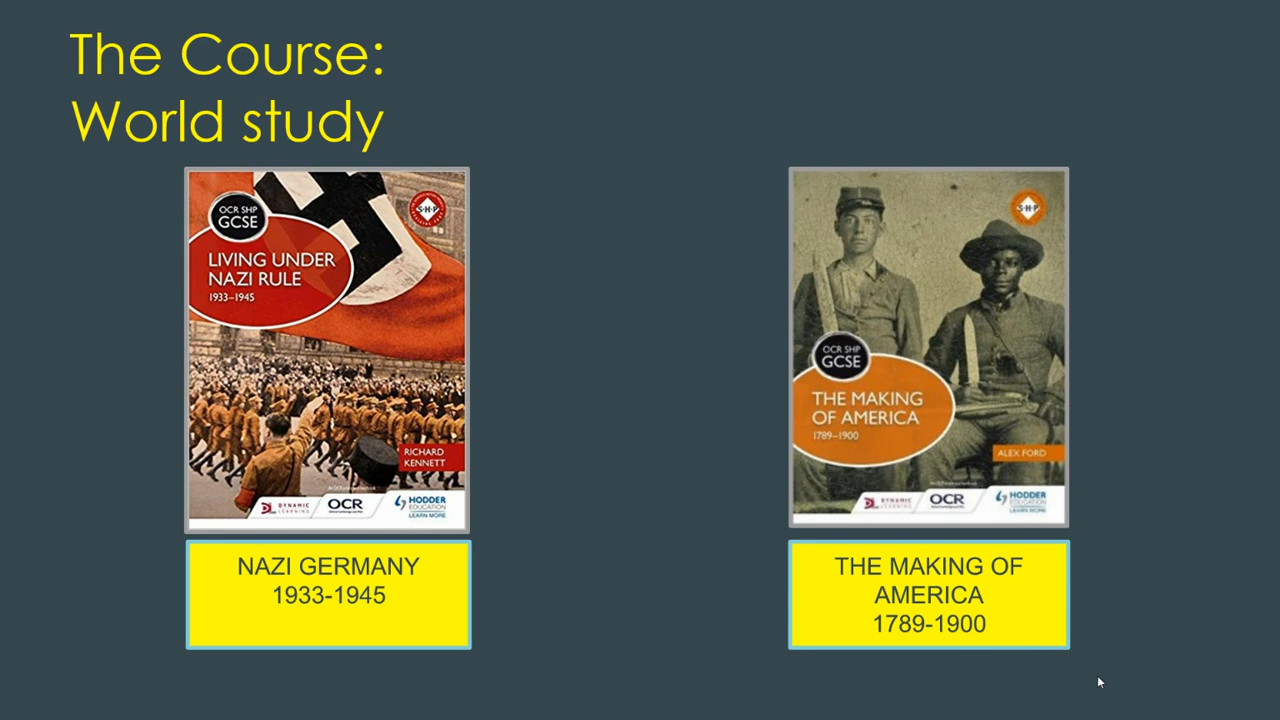 The Course:
World study
OCR SHP
GCSE
S·H·P
LIVING UNDER
NAZI RULE
1933–1945
RICHARD
KENNETT
DYNAMIC
LEARNING
OCR
HODDER
EDUCATION
LEARN MORE
NAZI GERMANY
1933-1945
S·H·P
OCR SHP
GCSE
THE MAKING
OF AMERICA
1789–1900
ALEX FORD
DYNAMIC
LEARNING
OCR
HODDER
EDUCATION
LEARN MORE
THE MAKING OF
AMERICA
1789-1900